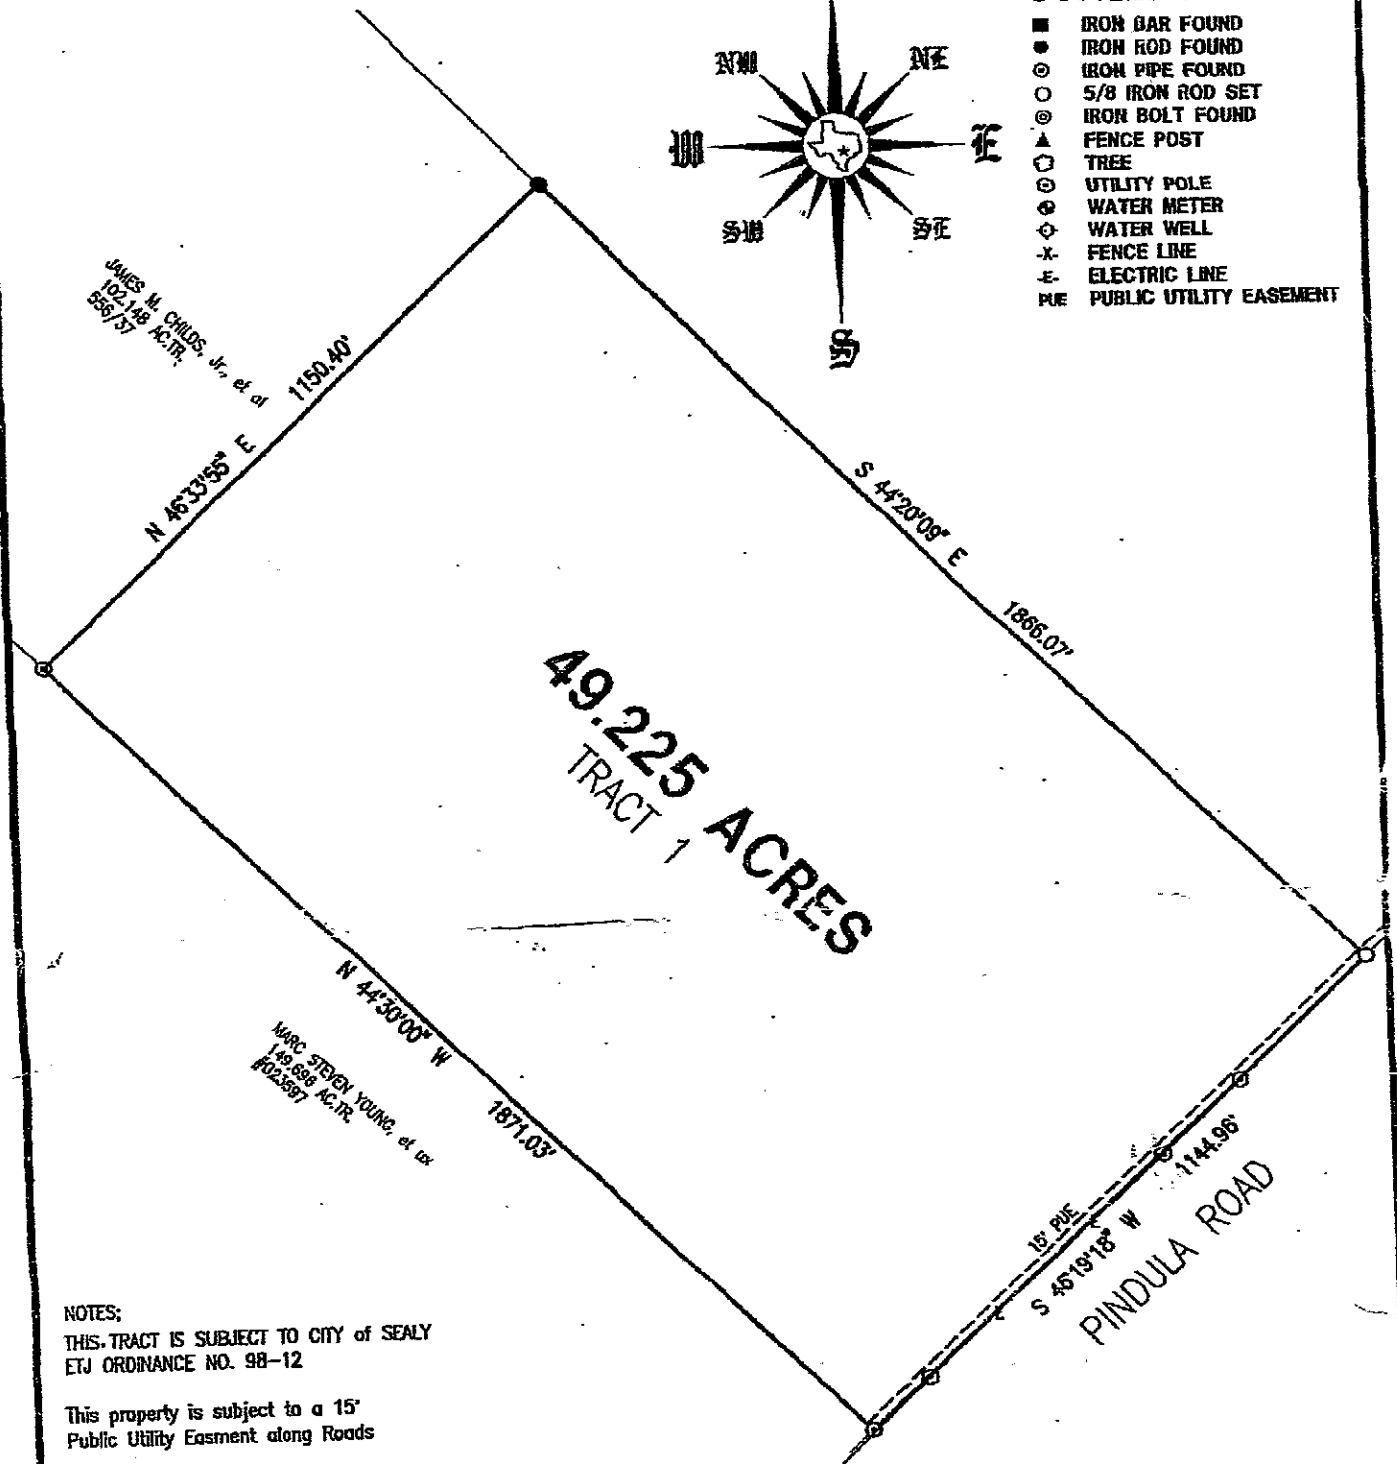 IRON BAR FOUND
IRON ROD FOUND
IRON PIPE FOUND
5/8 IRON ROD SET
IRON BOLT FOUND
FENCE POST
TREE
UTILITY POLE
WATER METER
WATER WELL
-X- FENCE LINE
-E- ELECTRIC LINE
PUE PUBLIC UTILITY EASEMENT
NW
NE
W
E
SW
SE
S
JAMES M. CHILDS, Jr., et al
102.148 AC.TR.
556/37
1150.40'
N 46°33'55" E
S 44°20'09" E
1866.07'
49.225 ACRES
TRACT 1
N 44°30'00" W
1871.03'
MARC STEVEN YOUNG, et ux
149.696 AC.TR.
#023597
15' PUE
E
E
S 46°19'18" W
1144.96'
PINDULA ROAD
NOTES;
THIS TRACT IS SUBJECT TO CITY of SEALY
ETJ ORDINANCE NO. 98-12
This property is subject to a 15'
Public Utility Easment along Roads